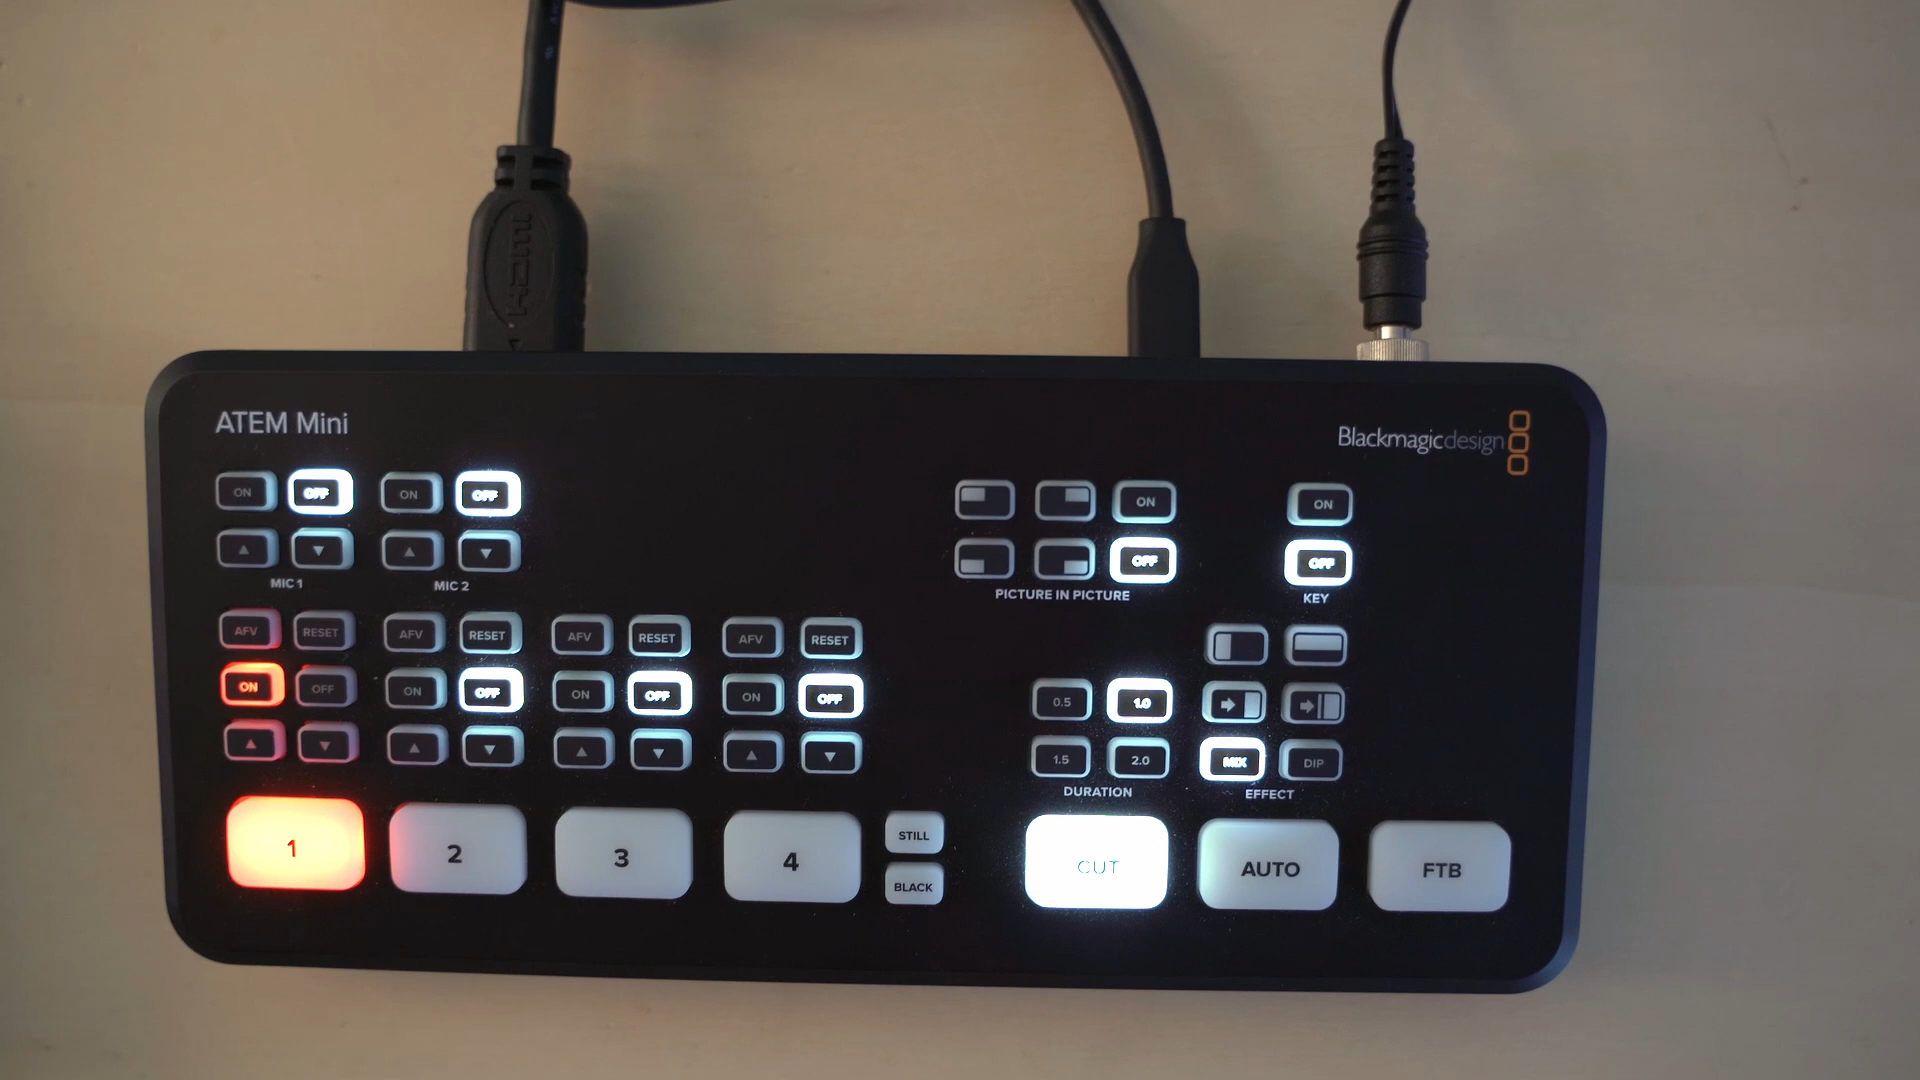 HDMI
ATEM Mini
Blackmagicdesign
ON OFF ON OFF
ON
ON
MIC 1
MIC 2
OFF
OFF
PICTURE IN PICTURE
KEY
AFV RESET AFV RESET AFV RESET AFV RESET
ON OFF ON OFF ON OFF ON OFF
0.5 1.0
1.5 2.0
MIX DIP
DURATION
EFFECT
1 2 3 4
STILL
BLACK
CUT AUTO FTB